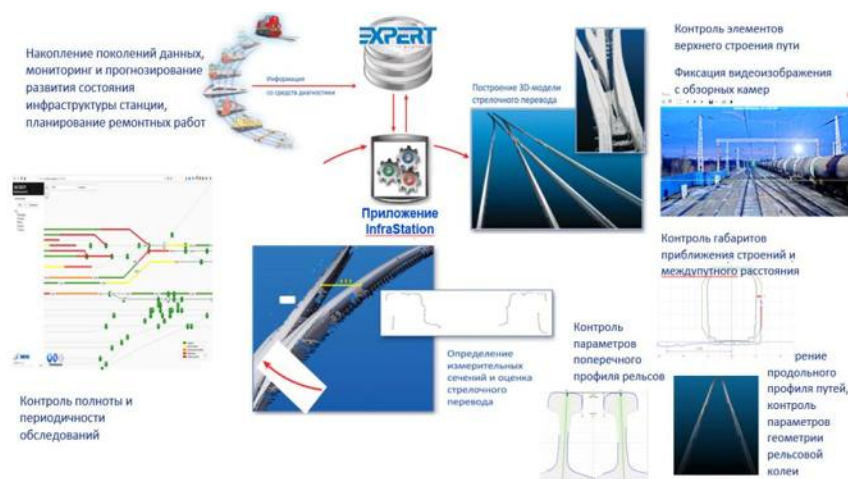 Накопление поколений данных,
мониторинг и прогнозирование
развития состояния
инфраструктуры станции,
планирование ремонтных работ
Информация
со средств диагностики
EXPERT
Приложение
InfraStation
Построение 3D-модели
стрелочного перевода
Контроль элементов
верхнего строения пути
Фиксация видеоизображения
с обзорных камер
Контроль габаритов
приближения строений и
междупутного расстояния
Определение
измерительных
сечений и оценка
стрелочного
перевода
Контроль
параметров
поперечного
профиля рельсов
рение
продольного
профиля путей,
контроль
параметров
геометрии
рельсовой
колеи
Контроль полноты и
периодичности
обследований